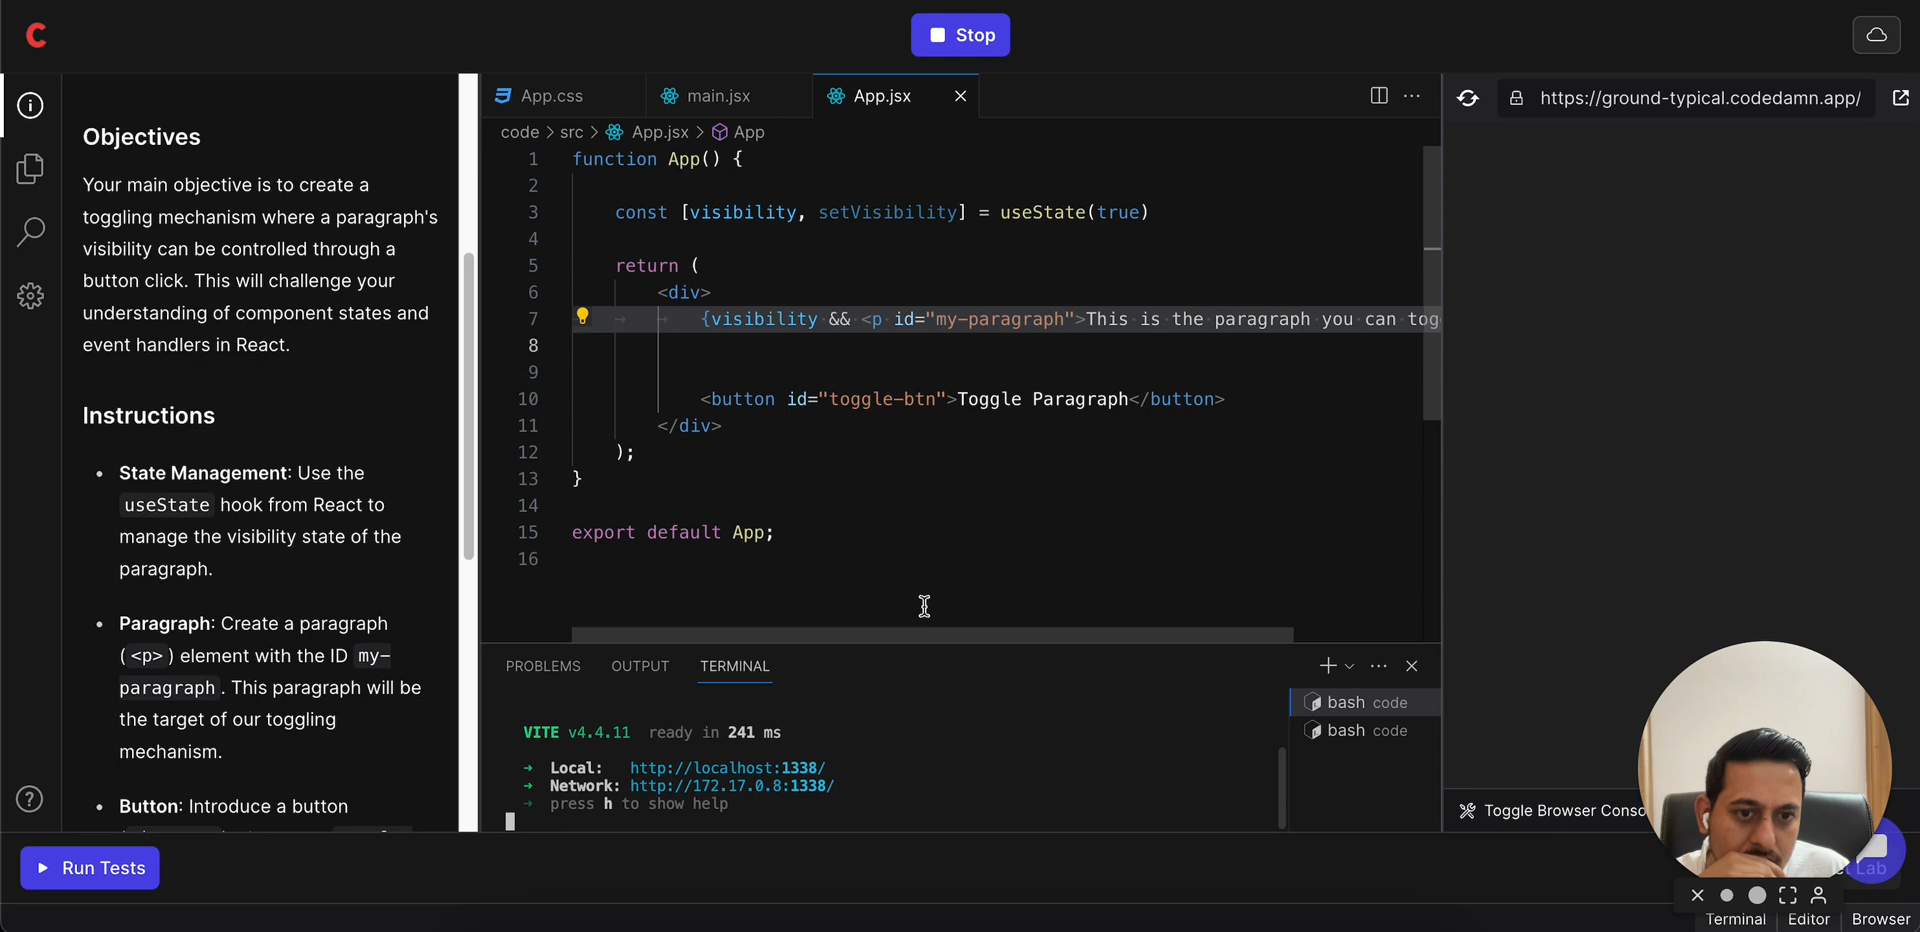 Stop
App.css
main.jsx
App.jsx
https://ground-typical.codedamn.app/
code > src > App.jsx > App
Objectives
Your main objective is to create a
toggling mechanism where a paragraph's
visibility can be controlled through a
button click. This will challenge your
understanding of component states and
event handlers in React.
Instructions
• State Management: Use the
useState hook from React to
manage the visibility state of the
paragraph.
• Paragraph: Create a paragraph
(<p>) element with the ID my-
paragraph. This paragraph will be
the target of our toggling
mechanism.
• Button: Introduce a button
1 function App() {
2
3 const [visibility, setVisibility] = useState(true)
4
5 return (
6 <div>
7 {visibility && <p id="my-paragraph">This is the paragraph you can tog
8
9
10 <button id="toggle-btn">Toggle Paragraph</button>
11 </div>
12 );
13 }
14
15 export default App;
16
PROBLEMS OUTPUT TERMINAL
VITE v4.4.11 ready in 241 ms
➜ Local: http://localhost:1338/
➜ Network: http://172.17.0.8:1338/
➜ press h to show help
bash code
bash code
Toggle Browser Conso
Run Tests
Lab
Terminal Editor Browser